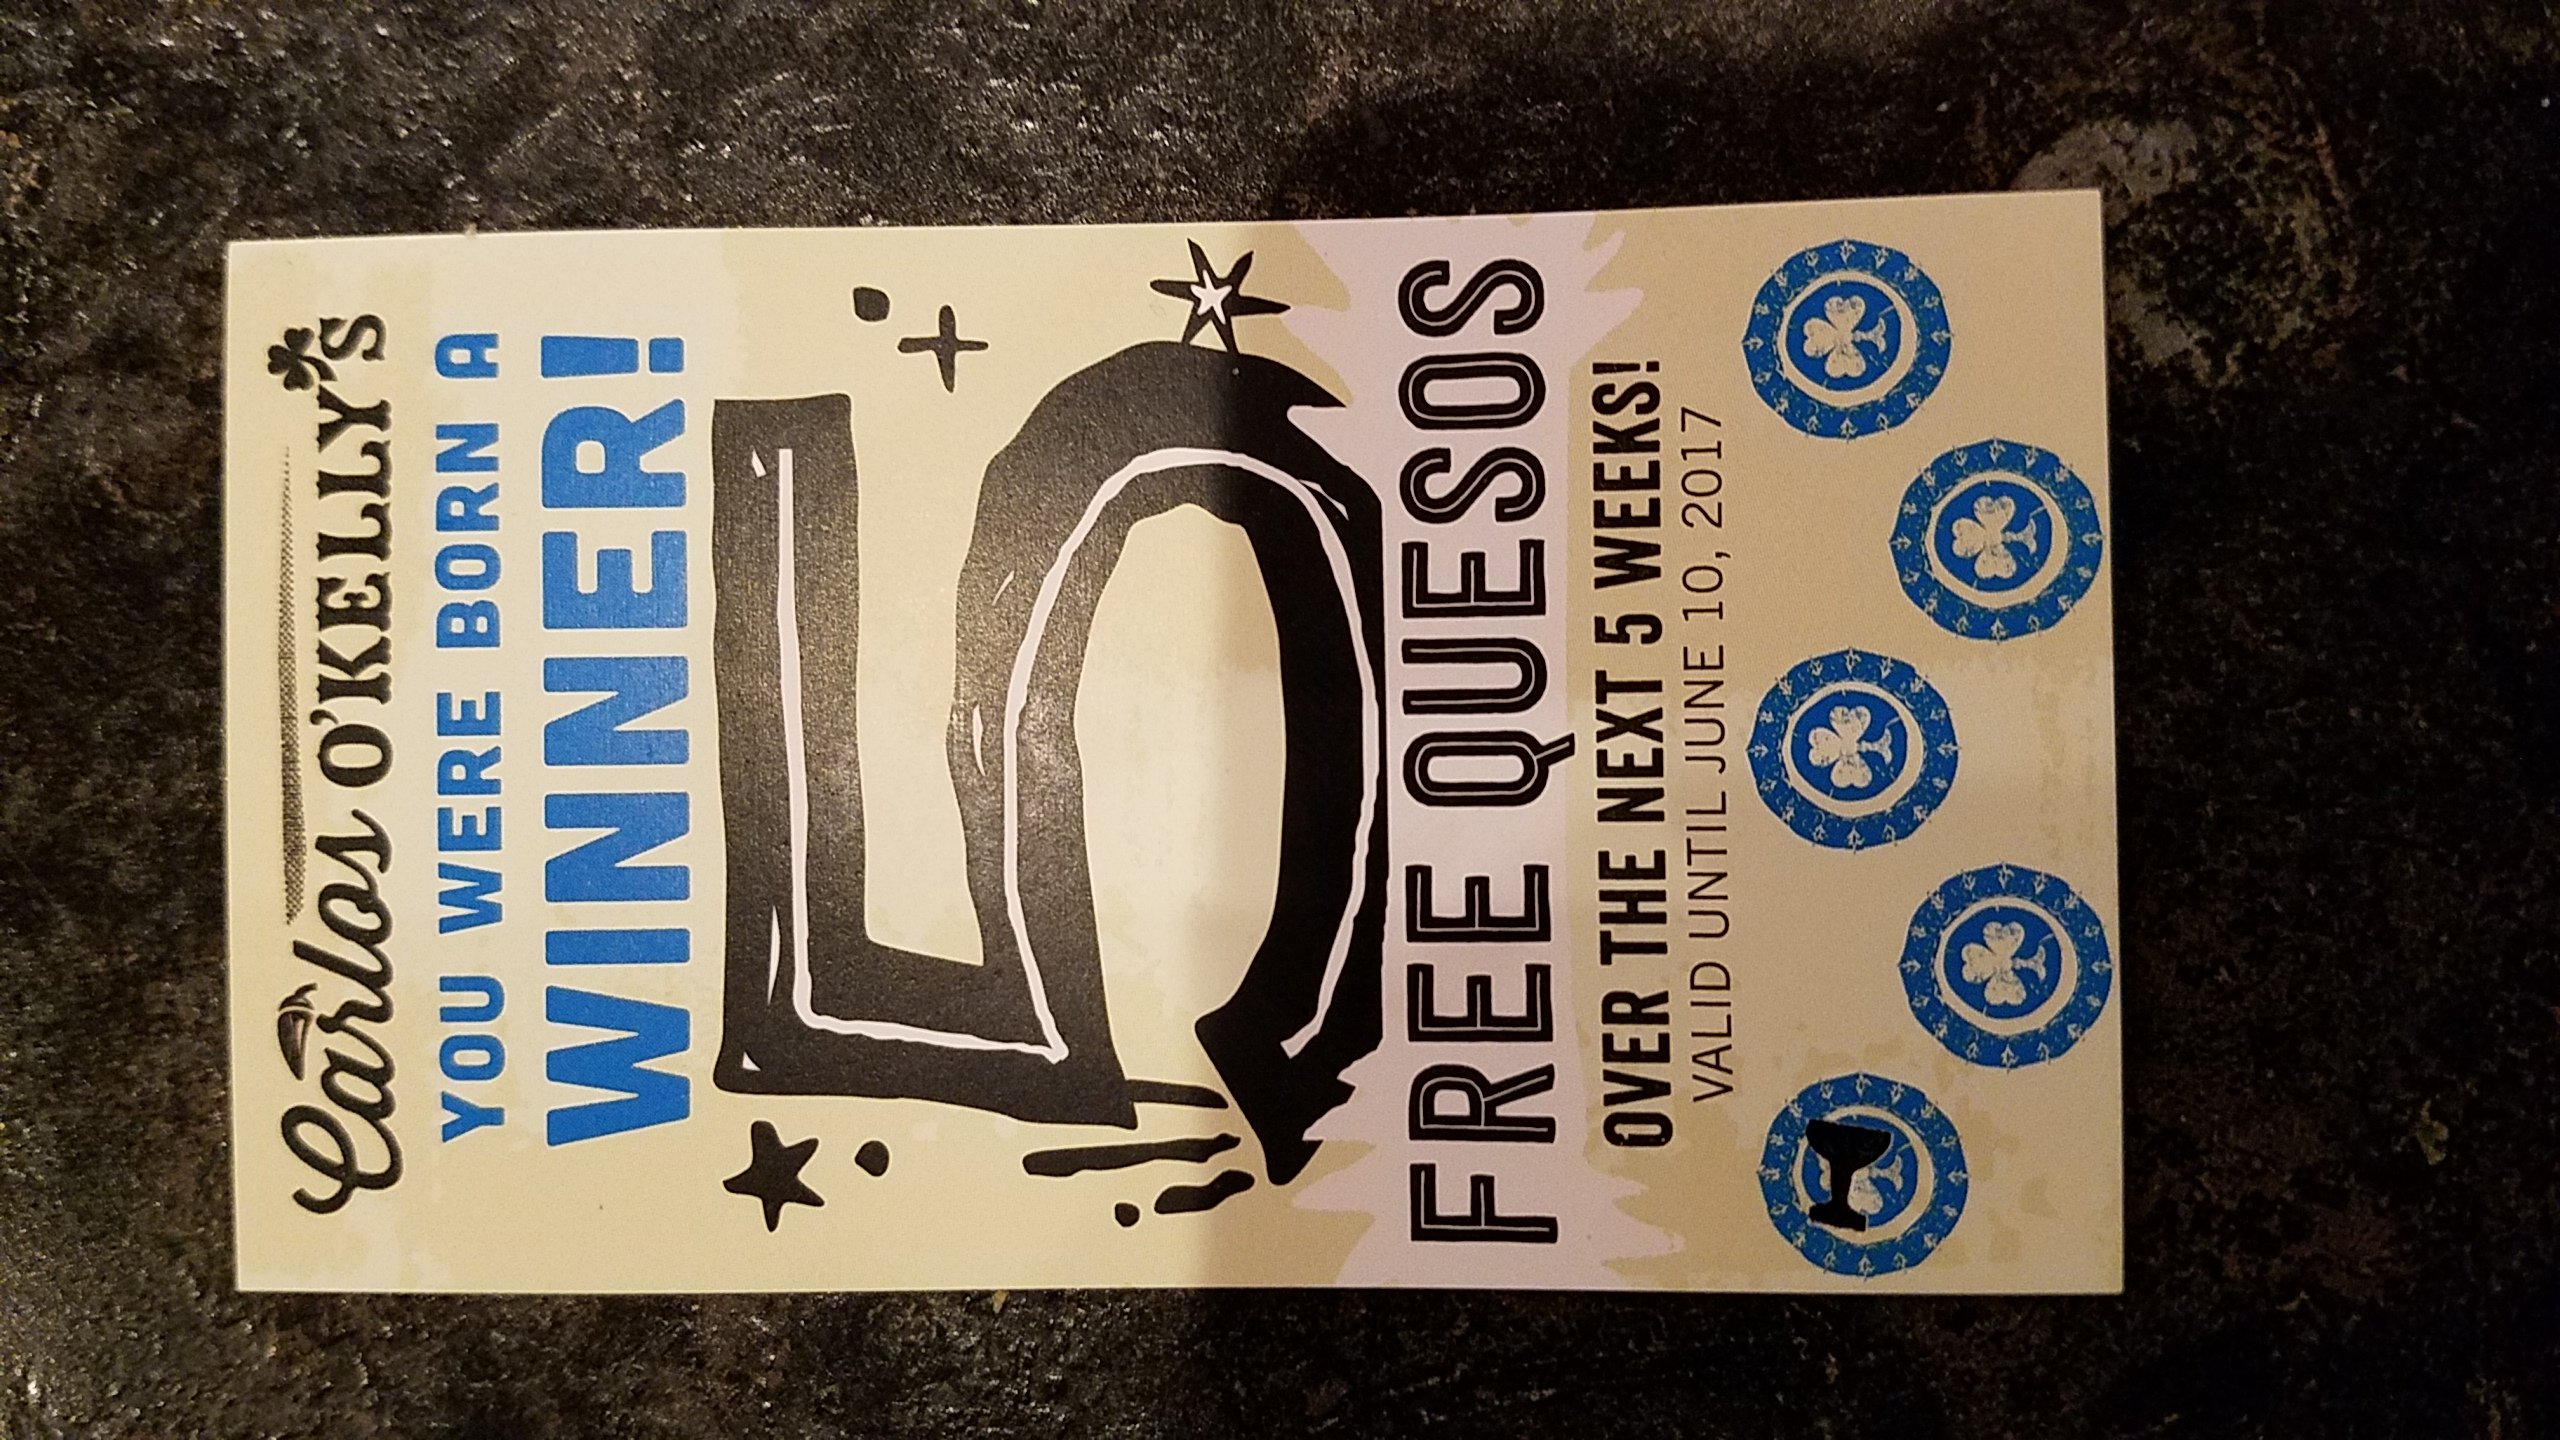 Carlos O'KELLY'S
YOU WERE BORN A
WINNER!
5
FREE QUESOS
OVER THE NEXT 5 WEEKS!
VALID UNTIL JUNE 10, 2017